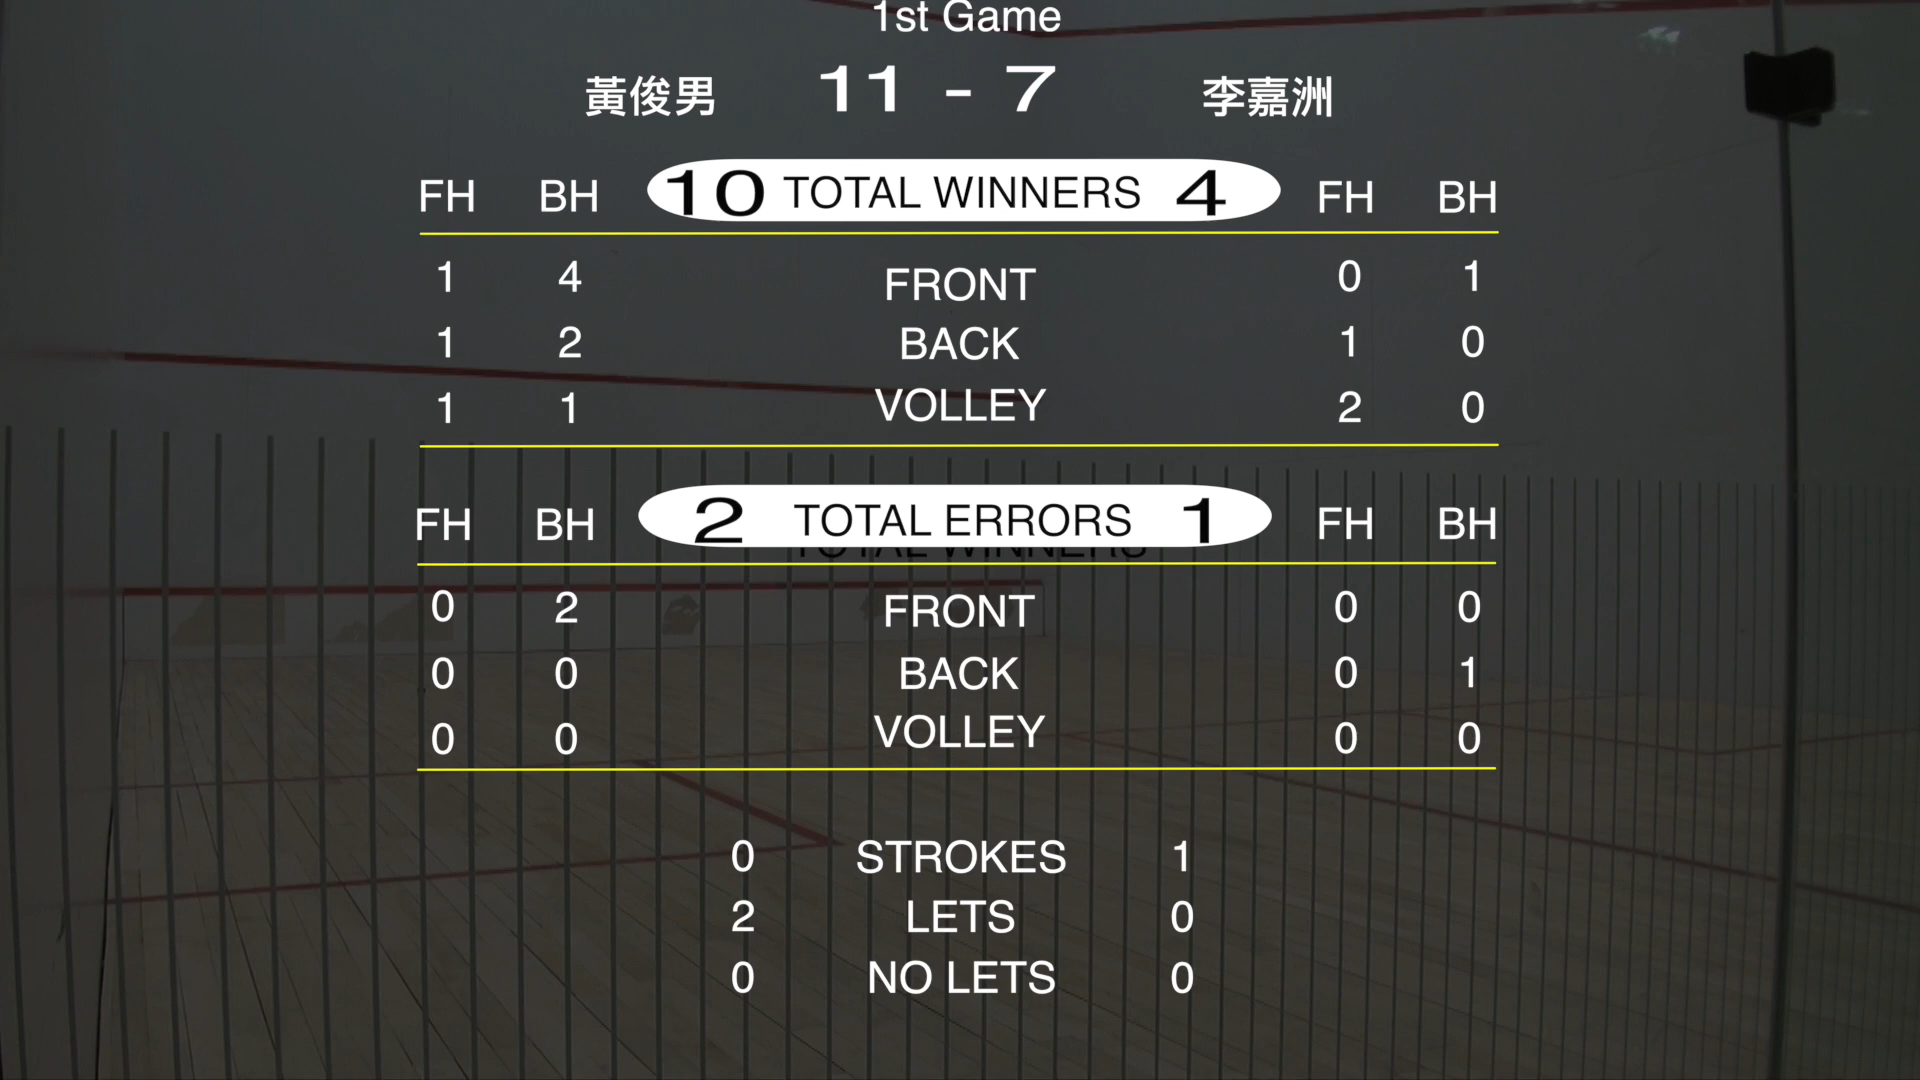 1st Game
黃俊男 11 - 7 李嘉洲
FH BH 10 TOTAL WINNERS 4 FH BH
1 4 FRONT 0 1
1 2 BACK 1 0
1 1 VOLLEY 2 0
FH BH 2 TOTAL ERRORS 1 FH BH
TOTAL WINNERS
0 2 FRONT 0 0
0 0 BACK 0 1
0 0 VOLLEY 0 0
0 STROKES 1
2 LETS 0
0 NO LETS 0